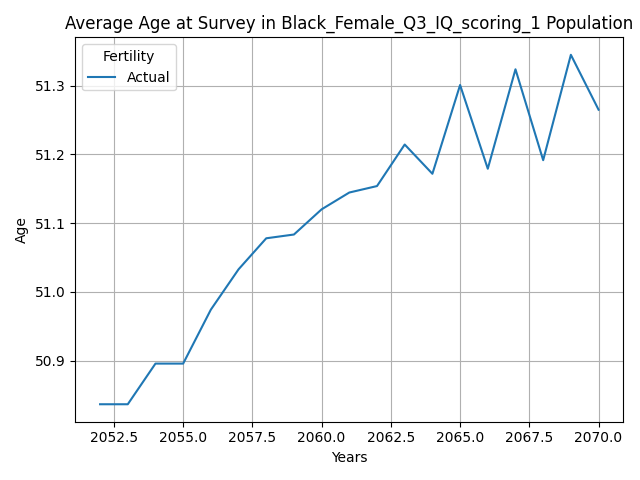 Average Age at Survey in Black_Female_Q3_IQ_scoring_1 Population
Fertility
Actual
51.3
51.2
51.1
51.0
50.9
Age
2052.5 2055.0 2057.5 2060.0 2062.5 2065.0 2067.5 2070.0
Years